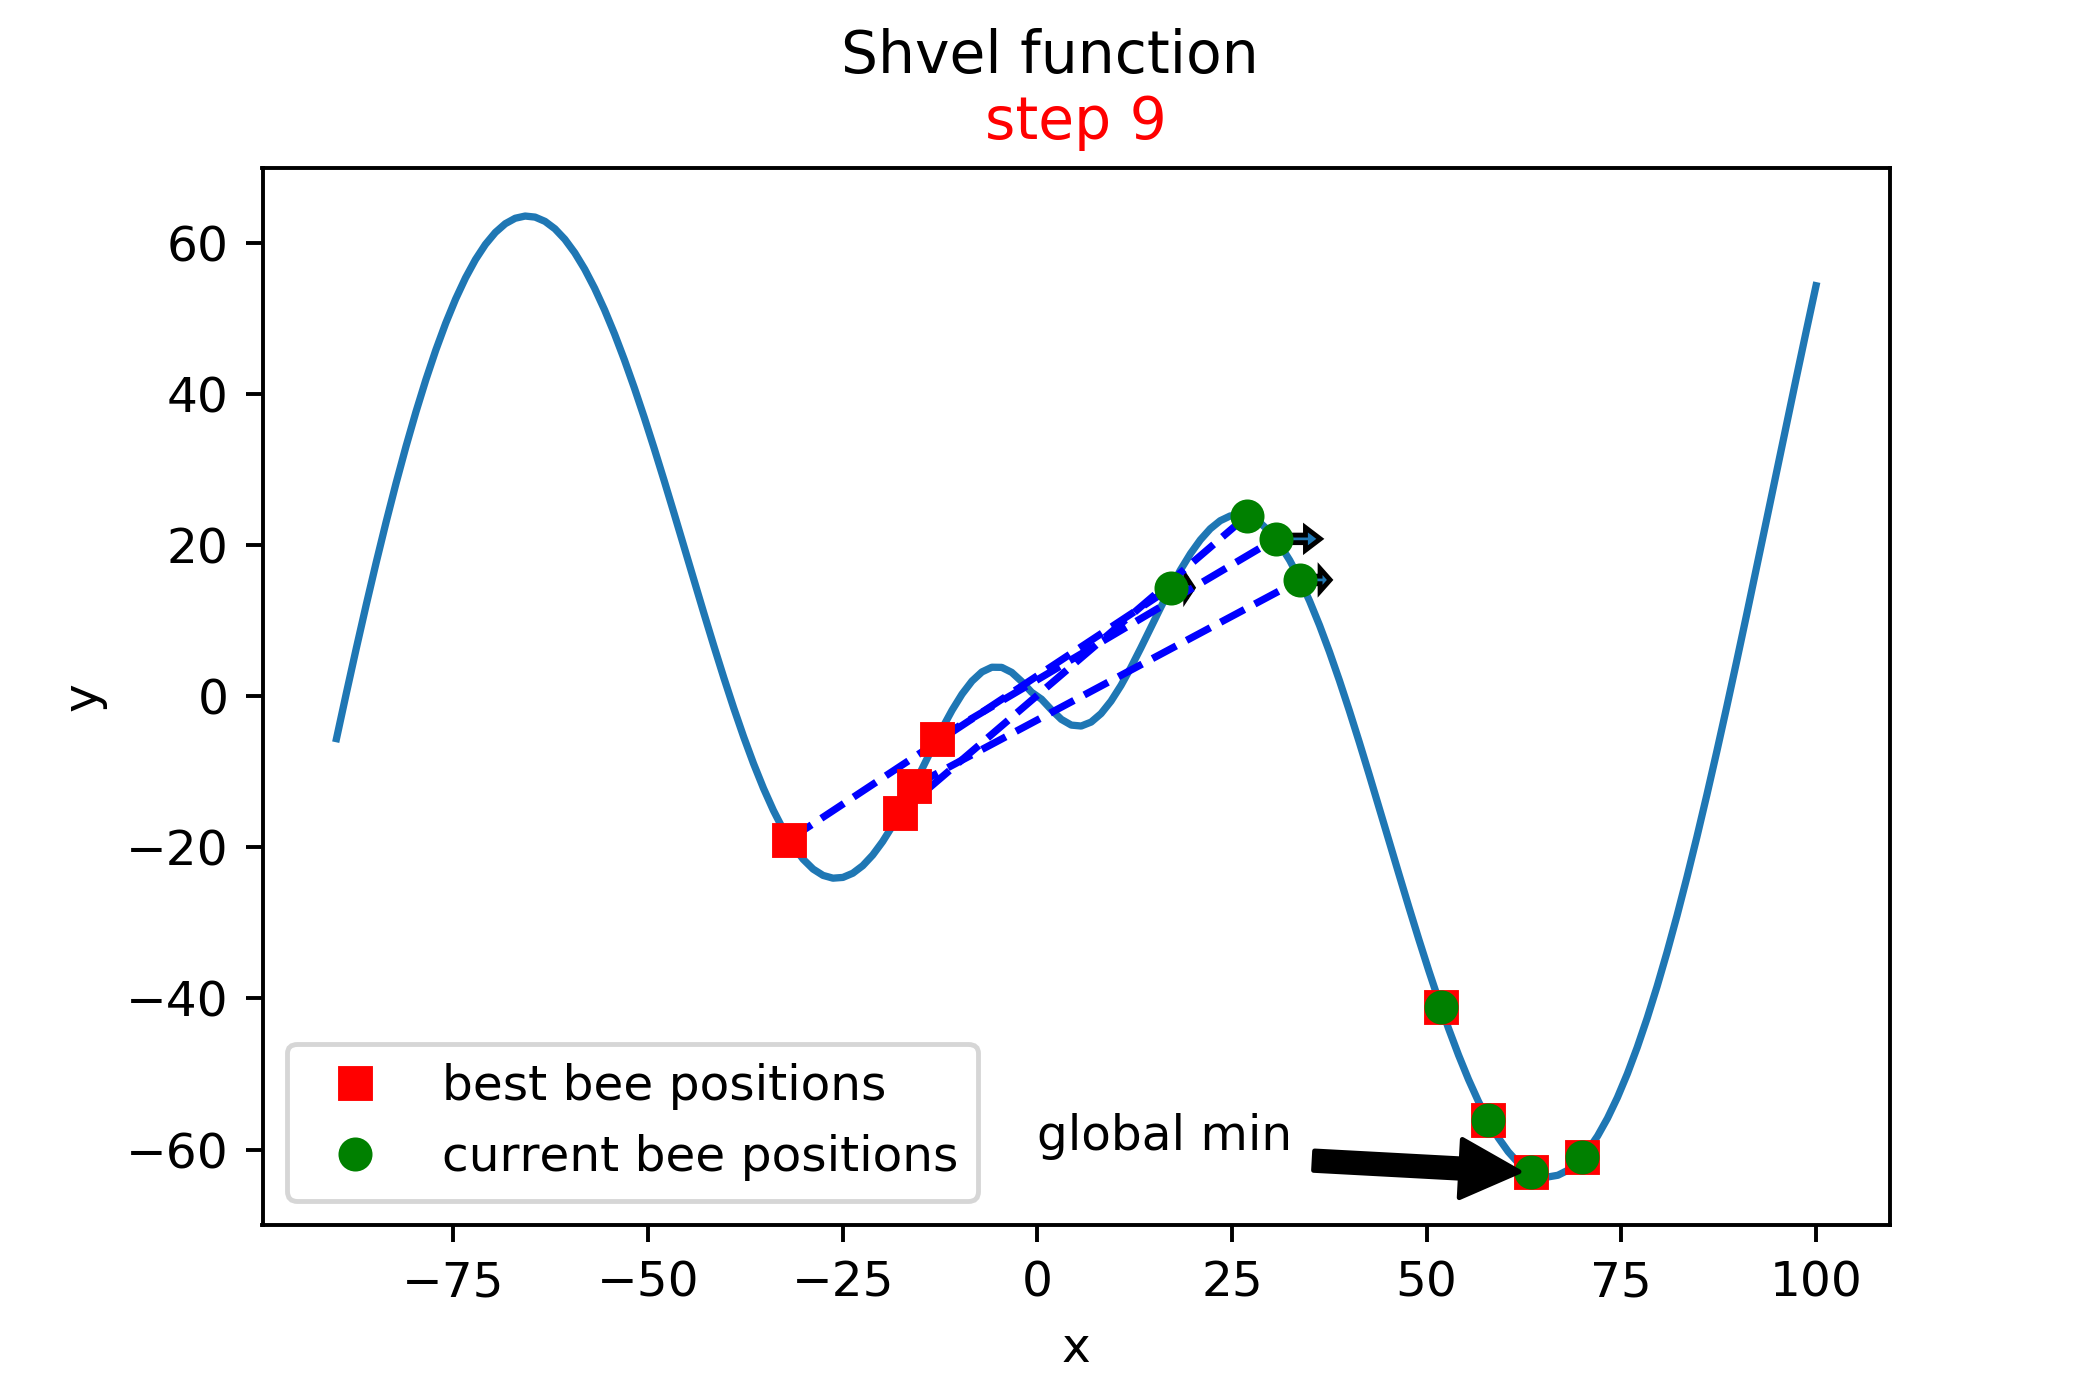 Shvel function
step 9
60
40
20
0
−20
−40
−60
y
best bee positions
current bee positions
global min
−75
−50
−25
0
25
50
75
100
x